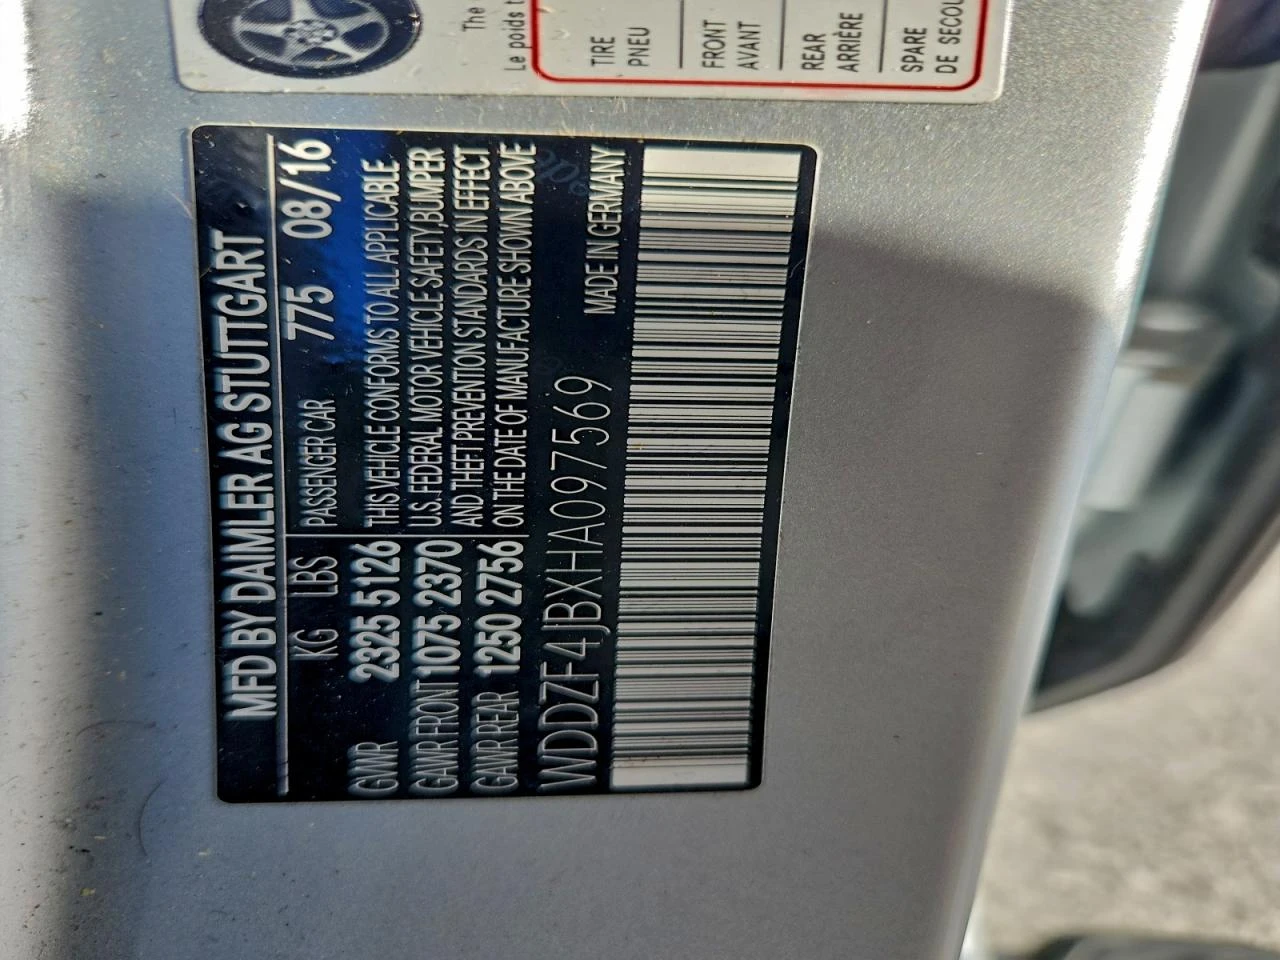 The
Le poids t
TIRE
PNEU
FRONT
AVANT
REAR
ARRIÈRE
SPARE
DE SECOU
MFD BY DAIMLER AG STUTTGART
KG LBS PASSENGER CAR 775 08/16
GVWR 2325 5126
GAWR FRONT 1075 2370
GAWR REAR 1250 2756
THIS VEHICLE CONFORMS TO ALL APPLICABLE
U.S. FEDERAL MOTOR VEHICLE SAFETY,BUMPER
AND THEFT PREVENTION STANDARDS IN EFFECT
ON THE DATE OF MANUFACTURE SHOWN ABOVE
WDDZF4JBXHA097569
MADE IN GERMANY